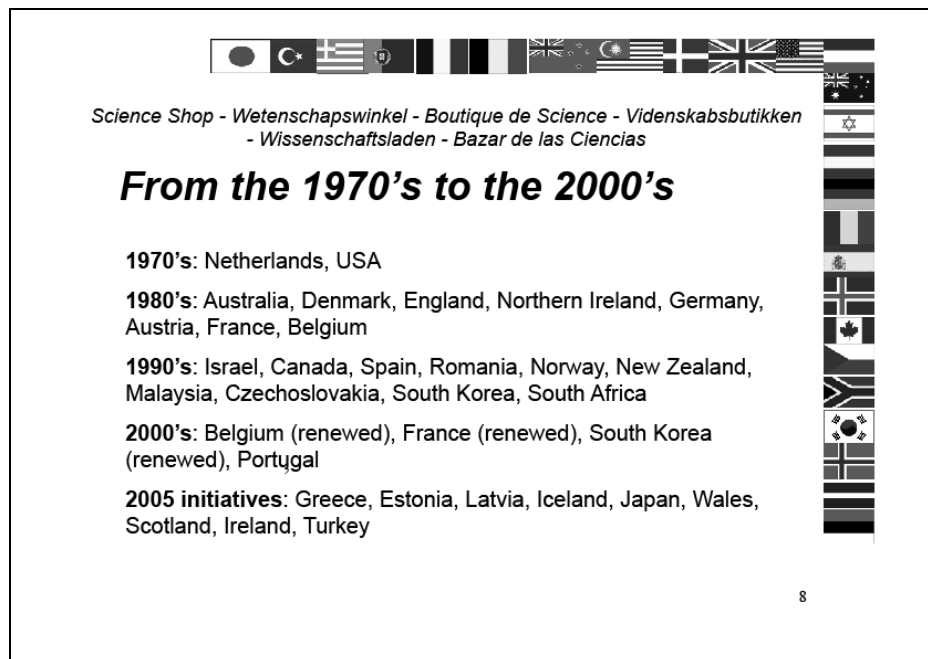 Science Shop - Wetenschapswinkel - Boutique de Science - Videnskabsbutikken
- Wissenschaftsladen - Bazar de las Ciencias
From the 1970's to the 2000's
1970's: Netherlands, USA
1980's: Australia, Denmark, England, Northern Ireland, Germany,
Austria, France, Belgium
1990's: Israel, Canada, Spain, Romania, Norway, New Zealand,
Malaysia, Czechoslovakia, South Korea, South Africa
2000's: Belgium (renewed), France (renewed), South Korea
(renewed), Portugal
2005 initiatives: Greece, Estonia, Latvia, Iceland, Japan, Wales,
Scotland, Ireland, Turkey
8